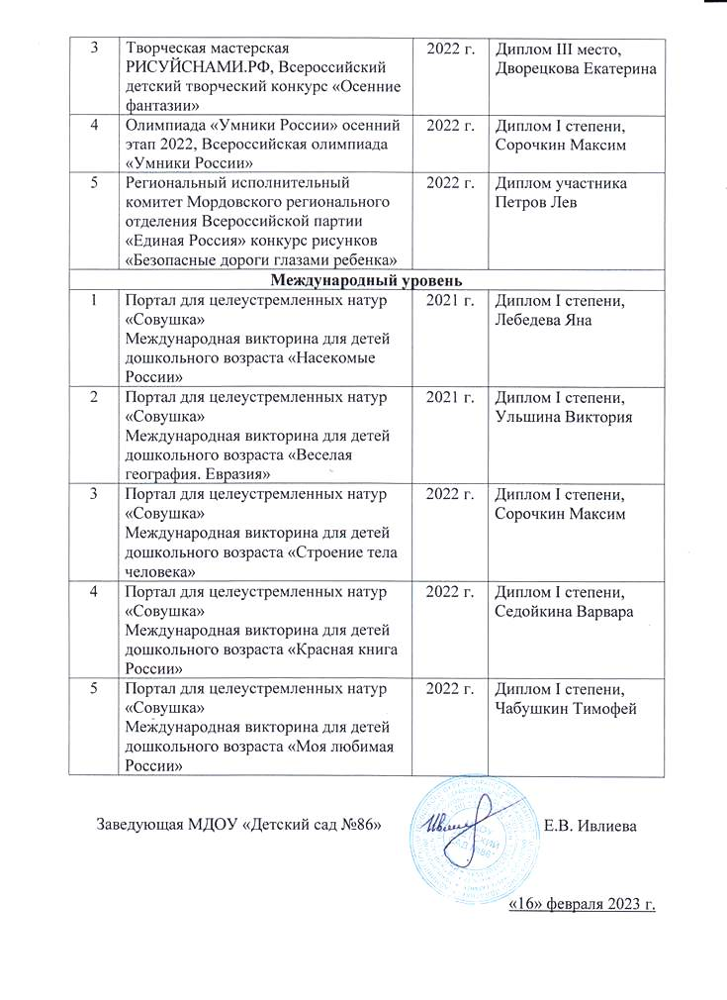 3 Творческая мастерская 2022 г. Диплом III место,
РИСУЙСНАМИ.РФ, Всероссийский Дворецкова Екатерина
детский творческий конкурс «Осенние
фантазии»
4 Олимпиада «Умники России» осенний 2022 г. Диплом I степени,
этап 2022, Всероссийская олимпиада Сорочкин Максим
«Умники России»
5 Региональный исполнительный 2022 г. Диплом участника
комитет Мордовского регионального Петров Лев
отделения Всероссийской партии
«Единая Россия» конкурс рисунков
«Безопасные дороги глазами ребенка»
Международный уровень
1 Портал для целеустремленных натур 2021 г. Диплом I степени,
«Совушка» Лебедева Яна
Международная викторина для детей
дошкольного возраста «Насекомые
России»
2 Портал для целеустремленных натур 2021 г. Диплом I степени,
«Совушка» Ульшина Виктория
Международная викторина для детей
дошкольного возраста «Веселая
география. Евразия»
3 Портал для целеустремленных натур 2022 г. Диплом I степени,
«Совушка» Сорочкин Максим
Международная викторина для детей
дошкольного возраста «Строение тела
человека»
4 Портал для целеустремленных натур 2022 г. Диплом I степени,
«Совушка» Седойкина Варвара
Международная викторина для детей
дошкольного возраста «Красная книга
России»
5 Портал для целеустремленных натур 2022 г. Диплом I степени,
«Совушка» Чабушкин Тимофей
Международная викторина для детей
дошкольного возраста «Моя любимая
России»
Заведующая МДОУ «Детский сад №86» Е.В. Ивлиева
«16» февраля 2023 г.